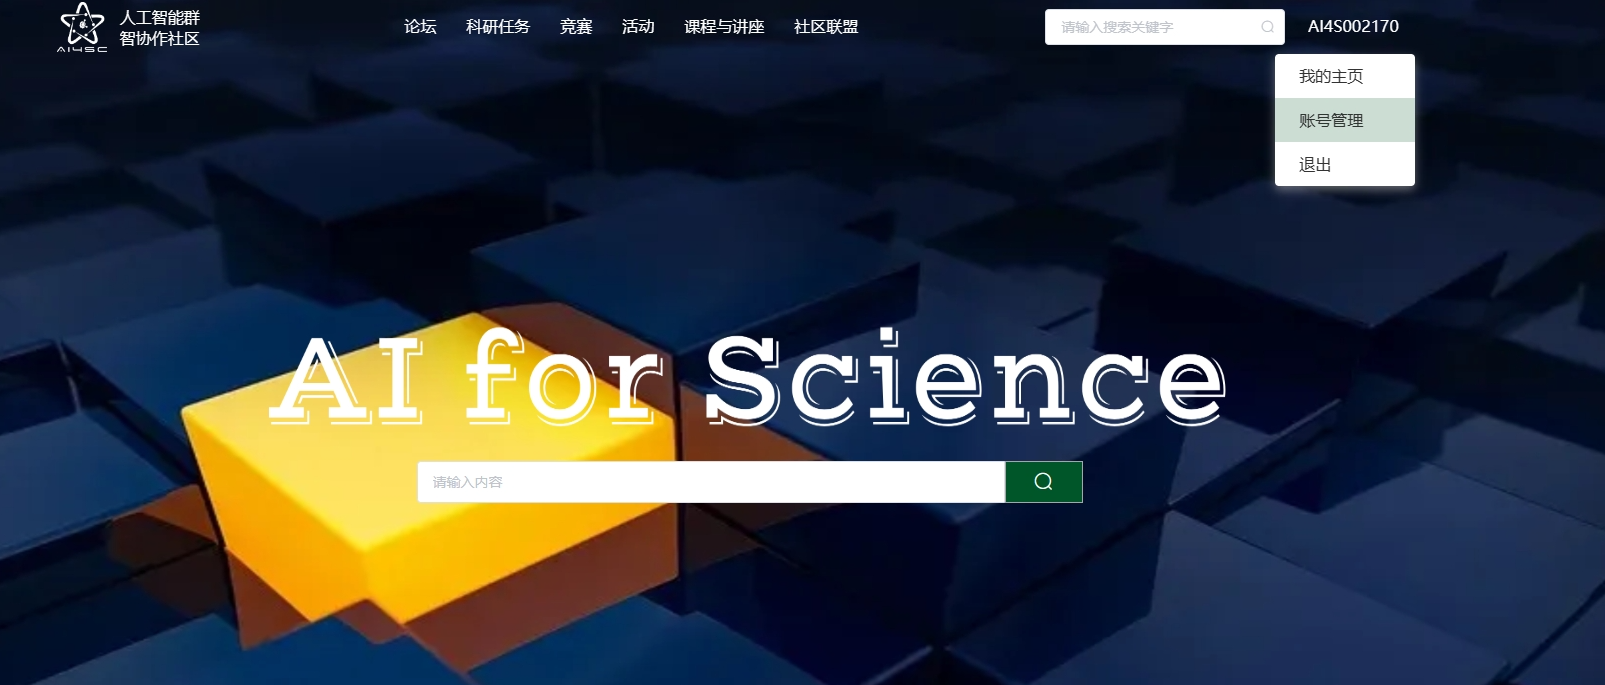 人工智能群
智协作社区
AI4SC
论坛 科研任务 竞赛 活动 课程与讲座 社区联盟
请输入搜索关键字
AI4S002170
我的主页
账号管理
退出
AI for Science
请输入内容